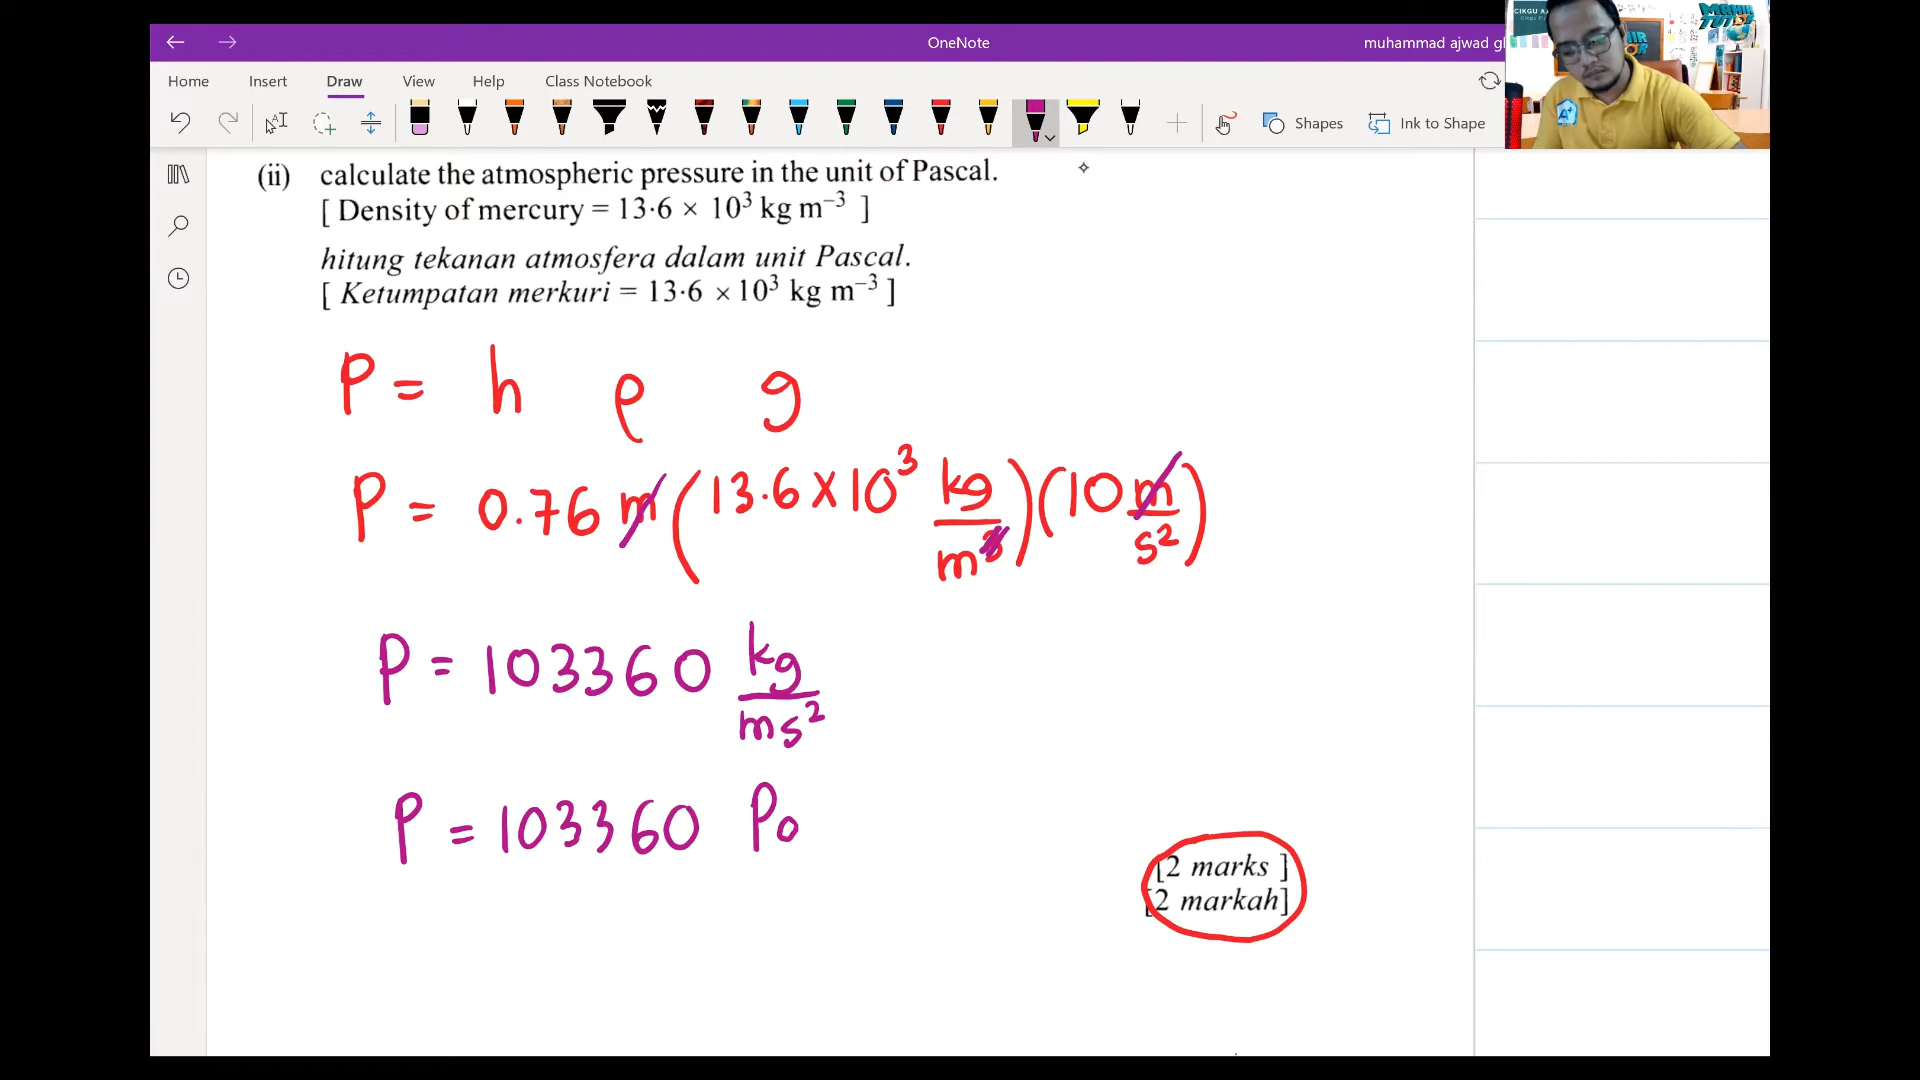 OneNote
muhammad ajwad gl
CIKGU A
Home Insert Draw View Help Class Notebook
Shapes Ink to Shape
(ii) calculate the atmospheric pressure in the unit of Pascal.
[ Density of mercury = 13·6 × 10³ kg m⁻³ ]
hitung tekanan atmosfera dalam unit Pascal.
[ Ketumpatan merkuri = 13·6 × 10³ kg m⁻³ ]
P = h ρ g
P = 0.76 m (13.6 × 10³ kg/m³)(10 m/s²)
P = 103360 kg/ms²
P = 103360 Pa
[2 marks ]
[2 markah]